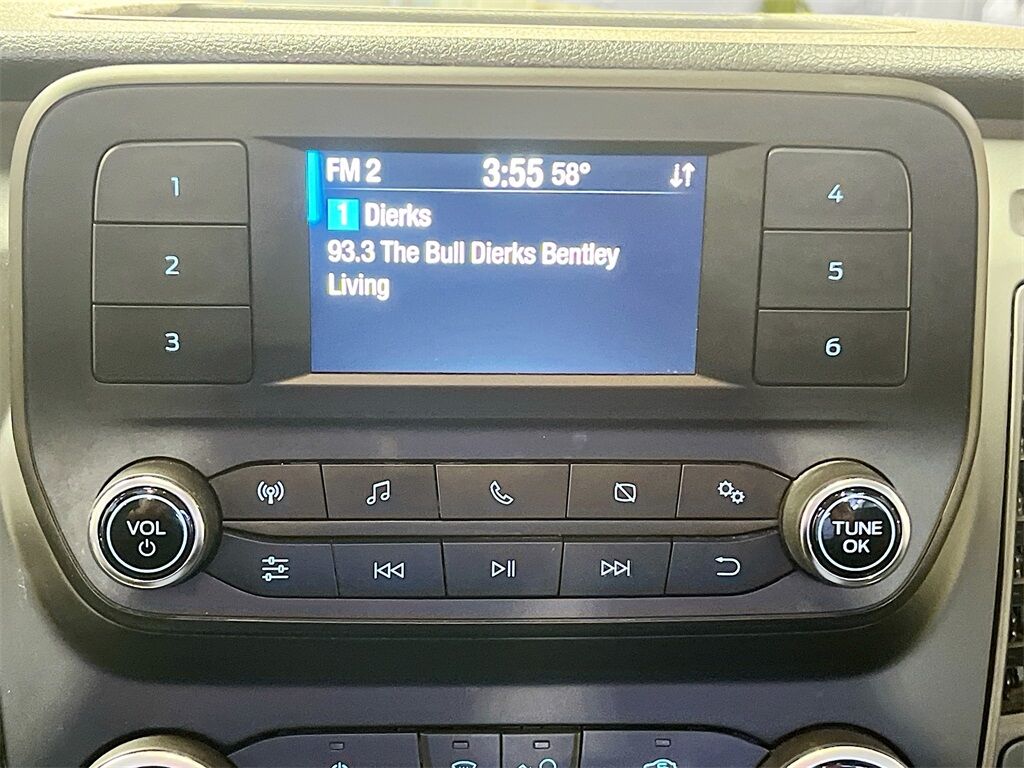 1
2
3
FM 2 3:55 58°
1 Dierks
93.3 The Bull Dierks Bentley
Living
4
5
6
VOL
TUNE
OK